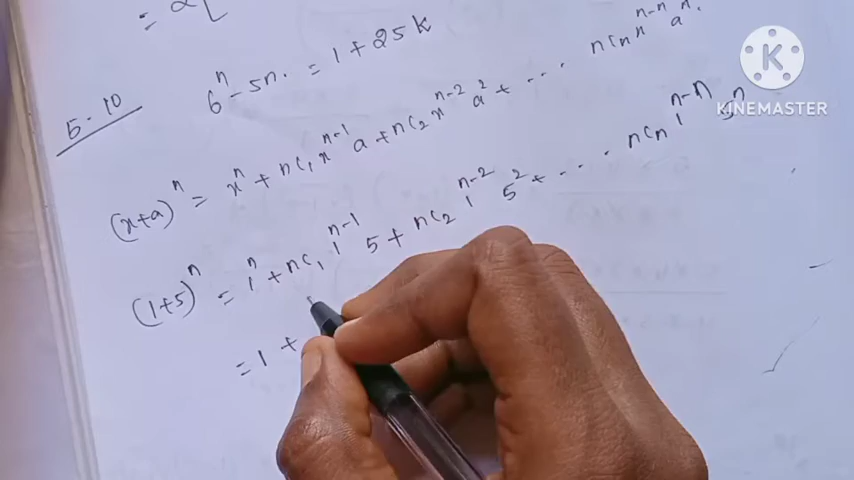 = 2[
6ⁿ - 5n. = 1 + 25k
5.10
(x+a)ⁿ = xⁿ + nC₁ xⁿ⁻¹ a + nC₂ xⁿ⁻² a² + ... nCₙ xⁿ⁻ⁿ aⁿ.
(1+5)ⁿ = 1ⁿ + nC₁ 1ⁿ⁻¹ 5 + nC₂ 1ⁿ⁻² 5² + ... nCₙ 1ⁿ⁻ⁿ 5ⁿ
= 1 +
K
KINEMASTER